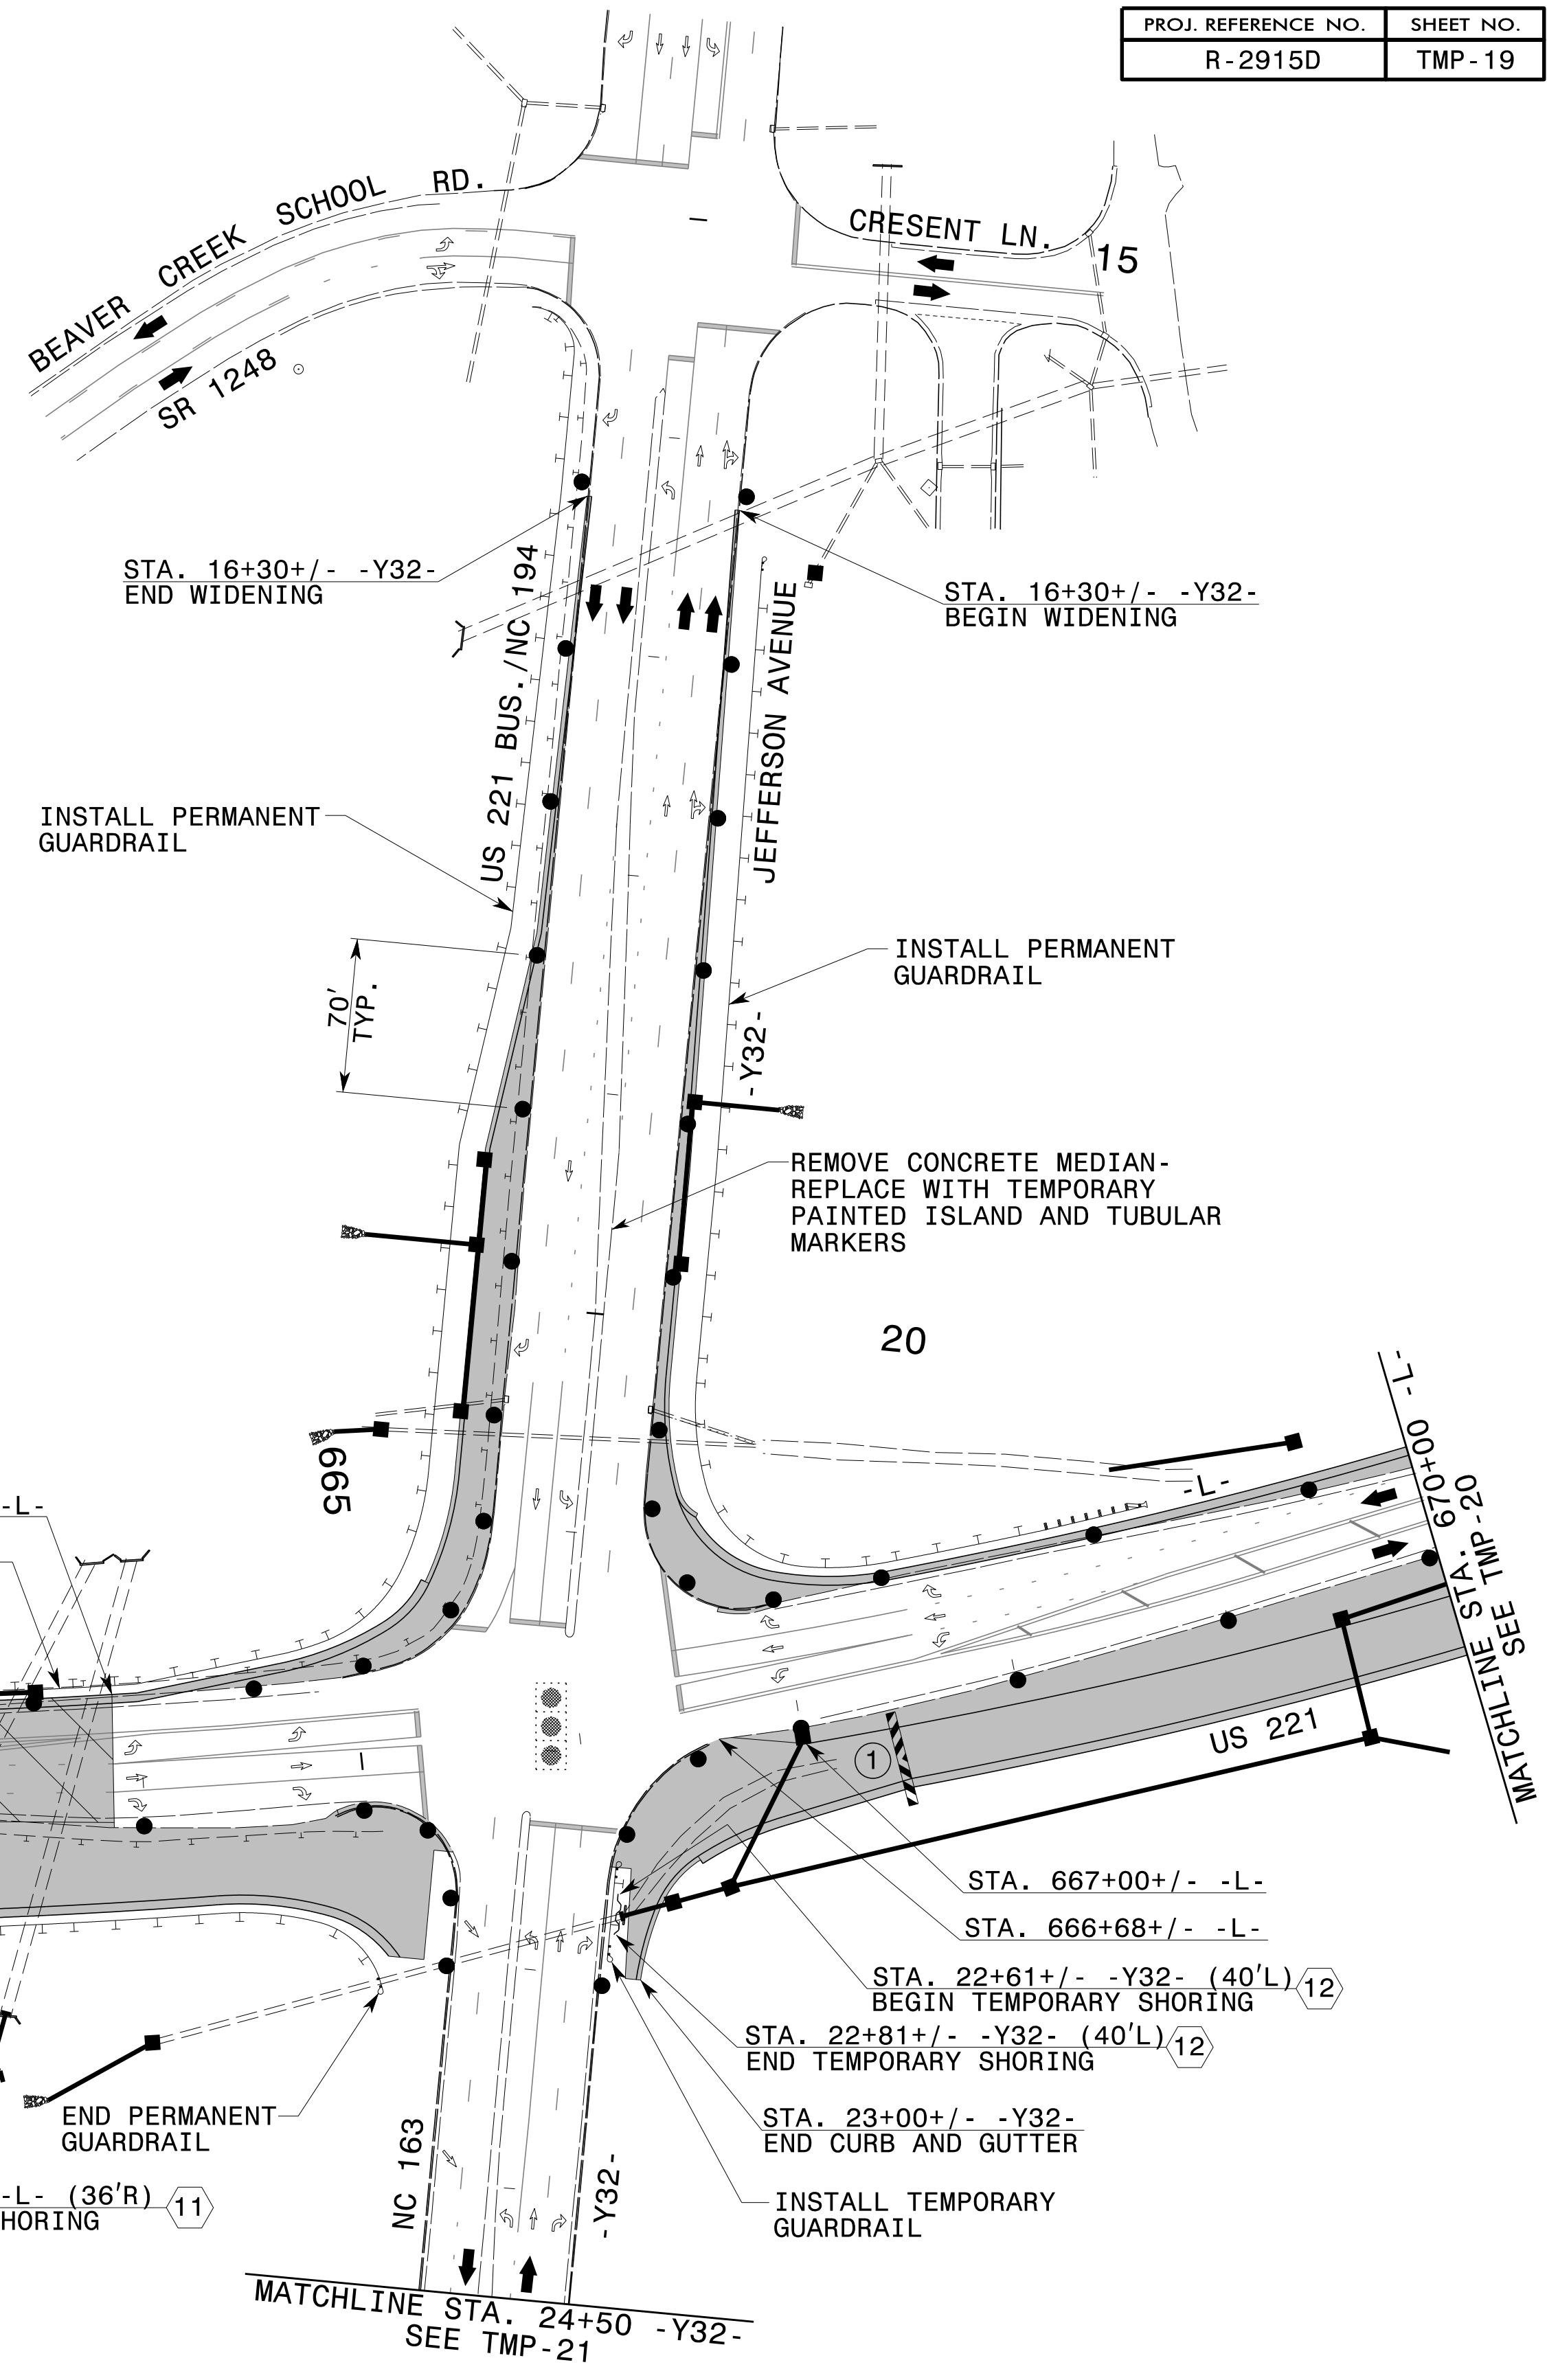 PROJ. REFERENCE NO. SHEET NO.
R-2915D TMP-19
BEAVER CREEK SCHOOL RD.
SR 1248
CRESENT LN.
15
STA. 16+30+/- -Y32-
END WIDENING
STA. 16+30+/- -Y32-
BEGIN WIDENING
US 221 BUS./NC 194
JEFFERSON AVENUE
INSTALL PERMANENT
GUARDRAIL
INSTALL PERMANENT
GUARDRAIL
70'
TYP.
-Y32-
REMOVE CONCRETE MEDIAN-
REPLACE WITH TEMPORARY
PAINTED ISLAND AND TUBULAR
MARKERS
20
665
-L-
-L-
MATCHLINE STA. 670+00 -L-
SEE TMP-20
US 221
1
STA. 667+00+/- -L-
STA. 666+68+/- -L-
STA. 22+61+/- -Y32- (40'L) 12
BEGIN TEMPORARY SHORING
STA. 22+81+/- -Y32- (40'L) 12
END TEMPORARY SHORING
STA. 23+00+/- -Y32-
END CURB AND GUTTER
END PERMANENT
GUARDRAIL
-L- (36'R) 11
HORING
NC 163
-Y32-
INSTALL TEMPORARY
GUARDRAIL
MATCHLINE STA. 24+50 -Y32-
SEE TMP-21